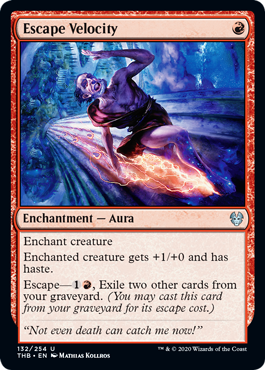 Escape Velocity
Enchantment — Aura
Enchant creature
Enchanted creature gets +1/+0 and has
haste.
Escape—1, Exile two other cards from
your graveyard. (You may cast this card
from your graveyard for its escape cost.)
“Not even death can catch me now!”
132/254 U
THB • EN Mathias Kollros
™ & © 2020 Wizards of the Coast